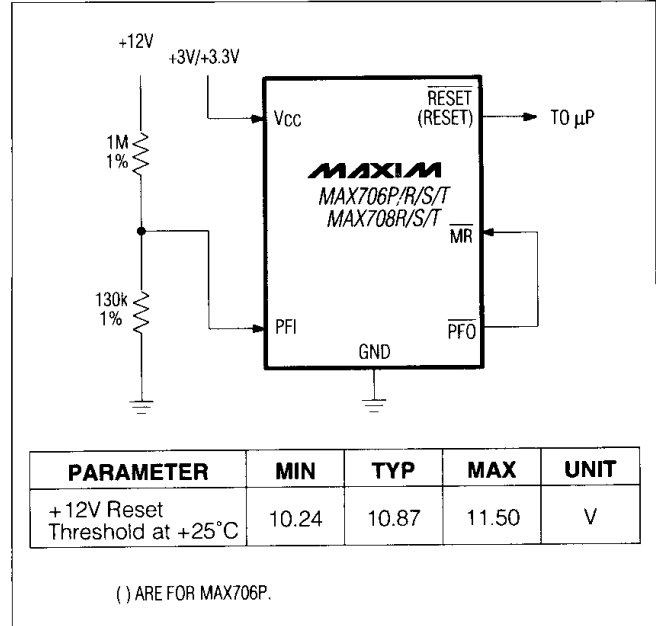 +12V
+3V/+3.3V
1M
1%
130k
1%
VCC
RESET
(RESET)
TO µP
MAXIM
MAX706P/R/S/T
MAX708R/S/T
MR
PFI
PFO
GND
PARAMETER MIN TYP MAX UNIT
+12V Reset
Threshold at +25°C 10.24 10.87 11.50 V
( ) ARE FOR MAX706P.